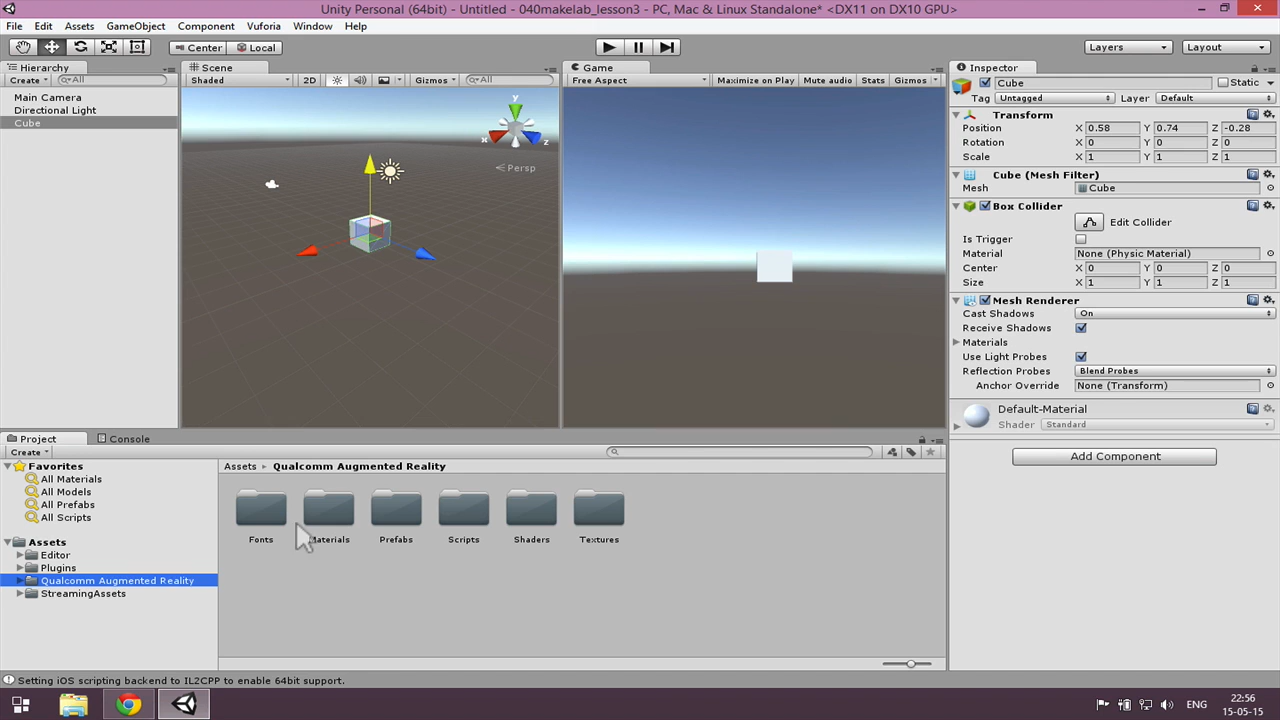 Unity Personal (64bit) - Untitled - 040makelab_lesson3 - PC, Mac & Linux Standalone* <DX11 on DX10 GPU>
File Edit Assets GameObject Component Vuforia Window Help
Center Local Layers Layout
Hierarchy
Create All
Main Camera
Directional Light
Cube
Scene
Shaded 2D Gizmos All
y
x
z
Persp
Game
Free Aspect Maximize on Play Mute audio Stats Gizmos
Inspector
Cube Static
Tag Untagged Layer Default
Transform
Position X 0.58 Y 0.74 Z -0.28
Rotation X 0 Y 0 Z 0
Scale X 1 Y 1 Z 1
Cube (Mesh Filter)
Mesh Cube
Box Collider
Edit Collider
Is Trigger
Material None (Physic Material)
Center X 0 Y 0 Z 0
Size X 1 Y 1 Z 1
Mesh Renderer
Cast Shadows On
Receive Shadows
Materials
Use Light Probes
Reflection Probes Blend Probes
Anchor Override None (Transform)
Default-Material
Shader Standard
Add Component
Project Console
Create
Favorites
All Materials
All Models
All Prefabs
All Scripts
Assets
Editor
Plugins
Qualcomm Augmented Reality
StreamingAssets
Assets Qualcomm Augmented Reality
Fonts Materials Prefabs Scripts Shaders Textures
Setting iOS scripting backend to IL2CPP to enable 64bit support.
ENG
22:56
15-05-15